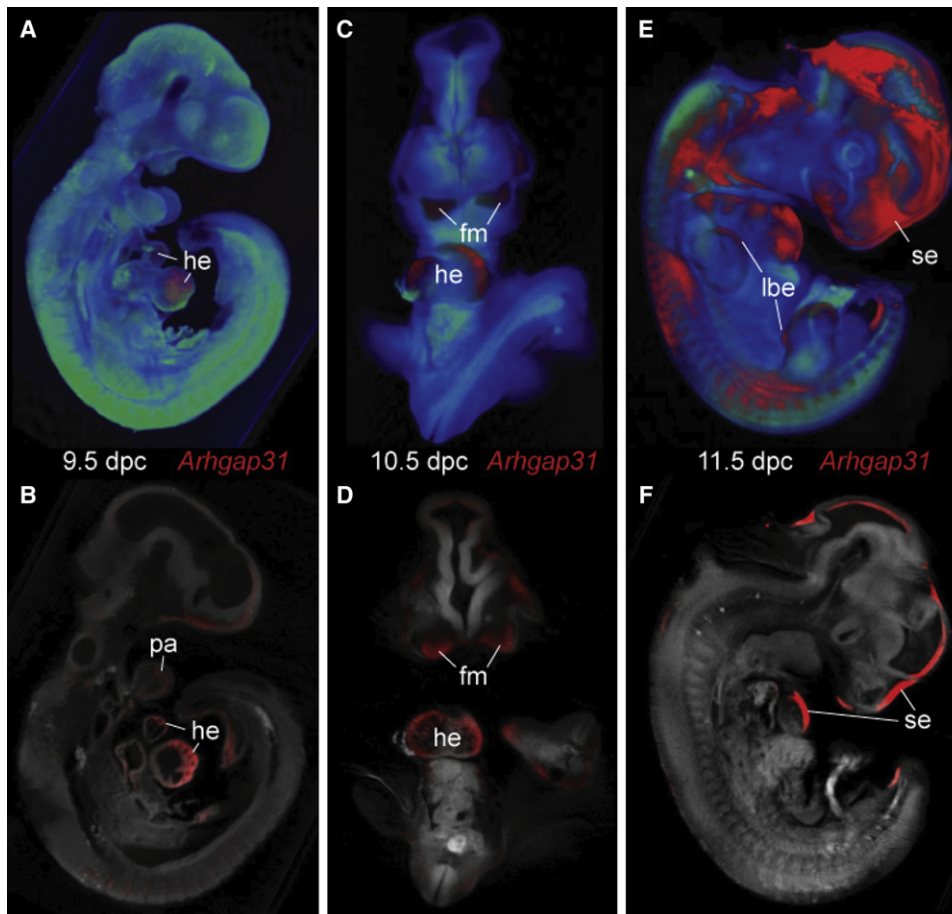 A
he
9.5 dpc Arhgap31
B
pa
he
C
fm
he
10.5 dpc Arhgap31
D
fm
he
E
se
lbe
11.5 dpc Arhgap31
F
se